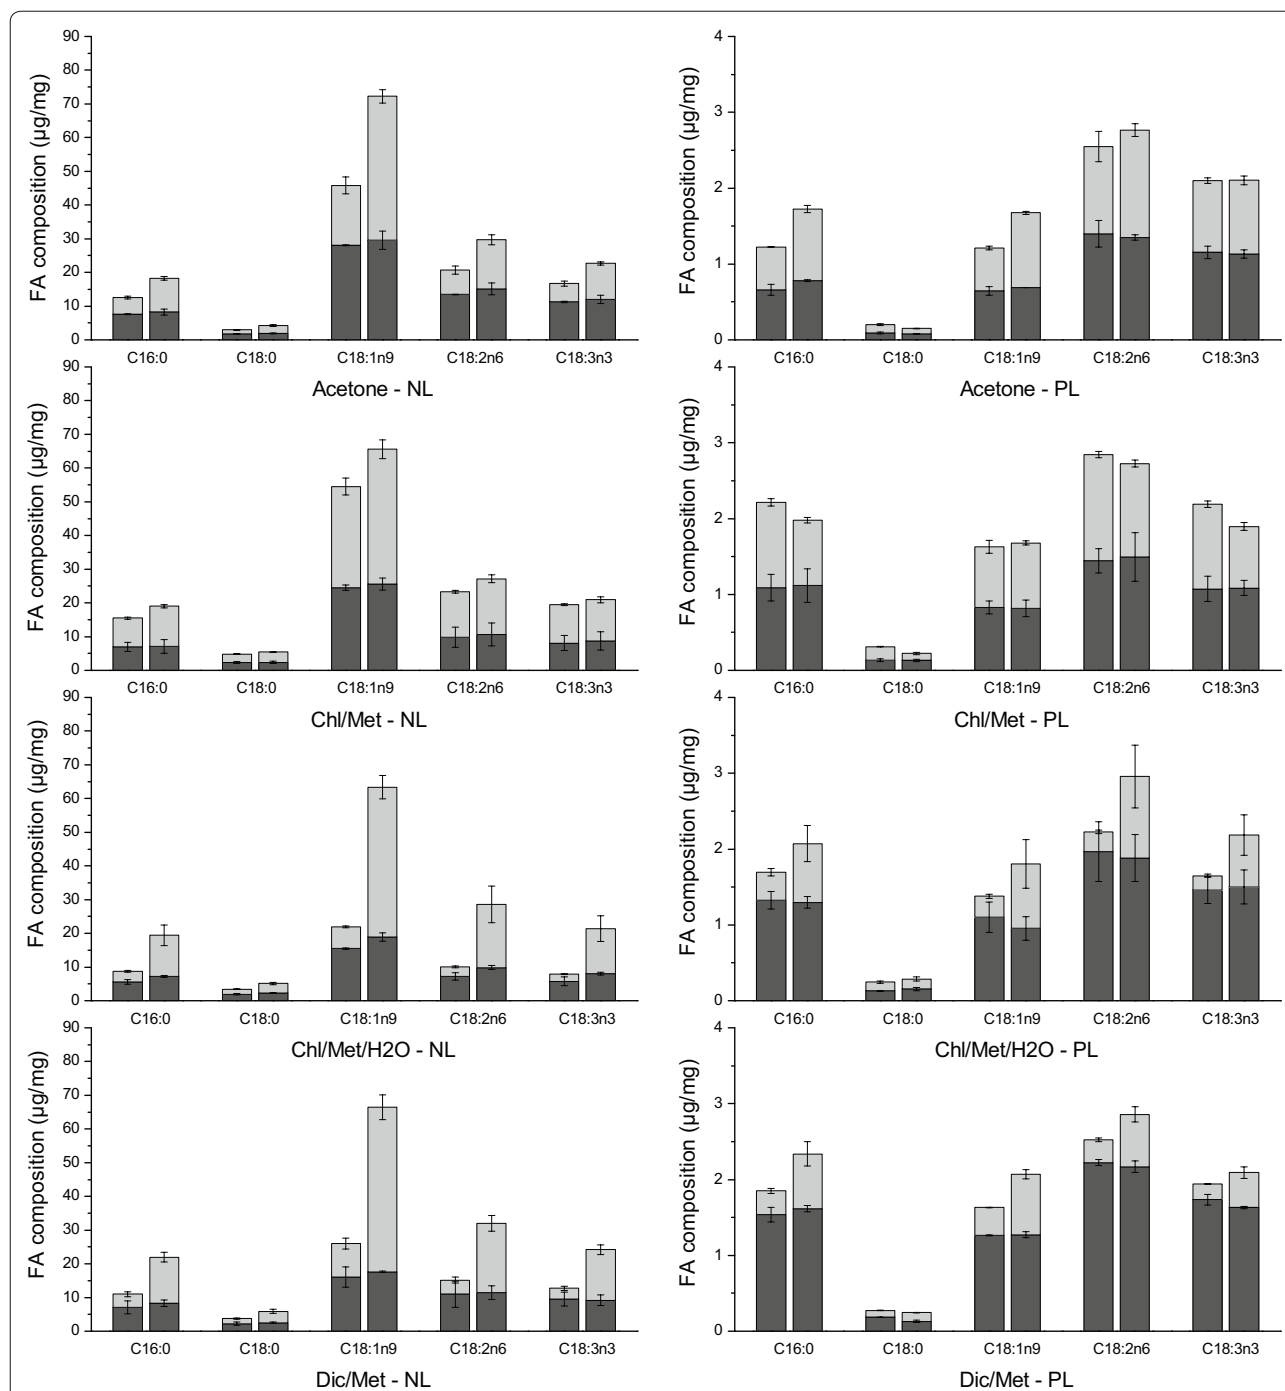 FA composition (µg/mg)
90
80
70
60
50
40
30
20
10
0
C16:0 C18:0 C18:1n9 C18:2n6 C18:3n3
Acetone - NL
FA composition (µg/mg)
4
3
2
1
0
C16:0 C18:0 C18:1n9 C18:2n6 C18:3n3
Acetone - PL
FA composition (µg/mg)
90
80
70
60
50
40
30
20
10
0
C16:0 C18:0 C18:1n9 C18:2n6 C18:3n3
Chl/Met - NL
FA composition (µg/mg)
4
3
2
1
0
C16:0 C18:0 C18:1n9 C18:2n6 C18:3n3
Chl/Met - PL
FA composition (µg/mg)
90
80
70
60
50
40
30
20
10
0
C16:0 C18:0 C18:1n9 C18:2n6 C18:3n3
Chl/Met/H2O - NL
FA composition (µg/mg)
4
3
2
1
0
C16:0 C18:0 C18:1n9 C18:2n6 C18:3n3
Chl/Met/H2O - PL
FA composition (µg/mg)
90
80
70
60
50
40
30
20
10
0
C16:0 C18:0 C18:1n9 C18:2n6 C18:3n3
Dic/Met - NL
FA composition (µg/mg)
4
3
2
1
0
C16:0 C18:0 C18:1n9 C18:2n6 C18:3n3
Dic/Met - PL